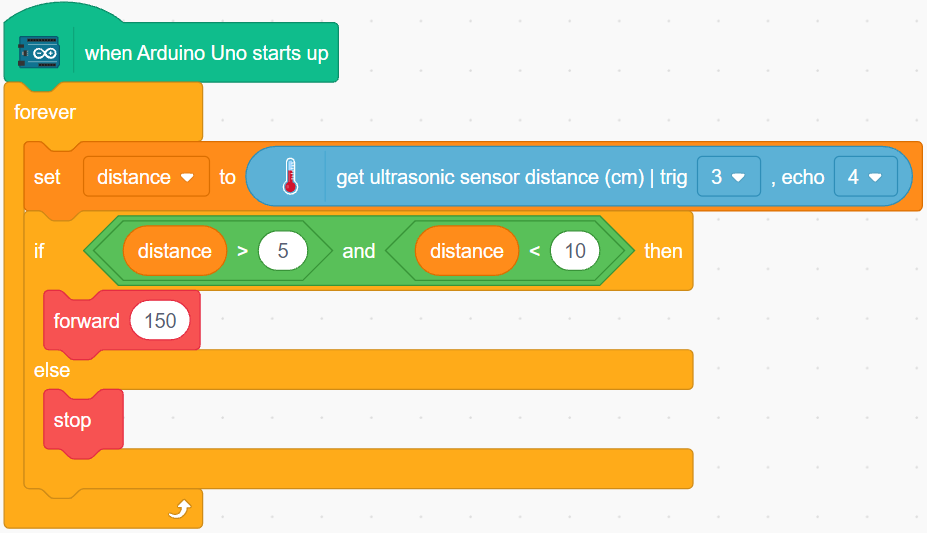 when Arduino Uno starts up
forever
set distance to get ultrasonic sensor distance (cm) | trig 3 , echo 4
if distance > 5 and distance < 10 then
forward 150
else
stop